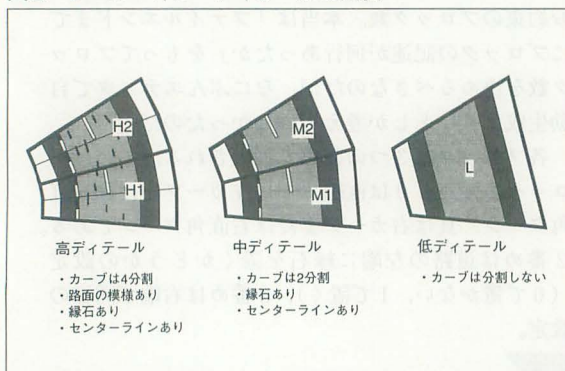 H2
H1
M2
M1
L
高ディテール
・カーブは4分割
・路面の模様あり
・縁石あり
・センターラインあり
中ディテール
・カーブは2分割
・縁石あり
・センターラインあり
低ディテール
・カーブは分割しない